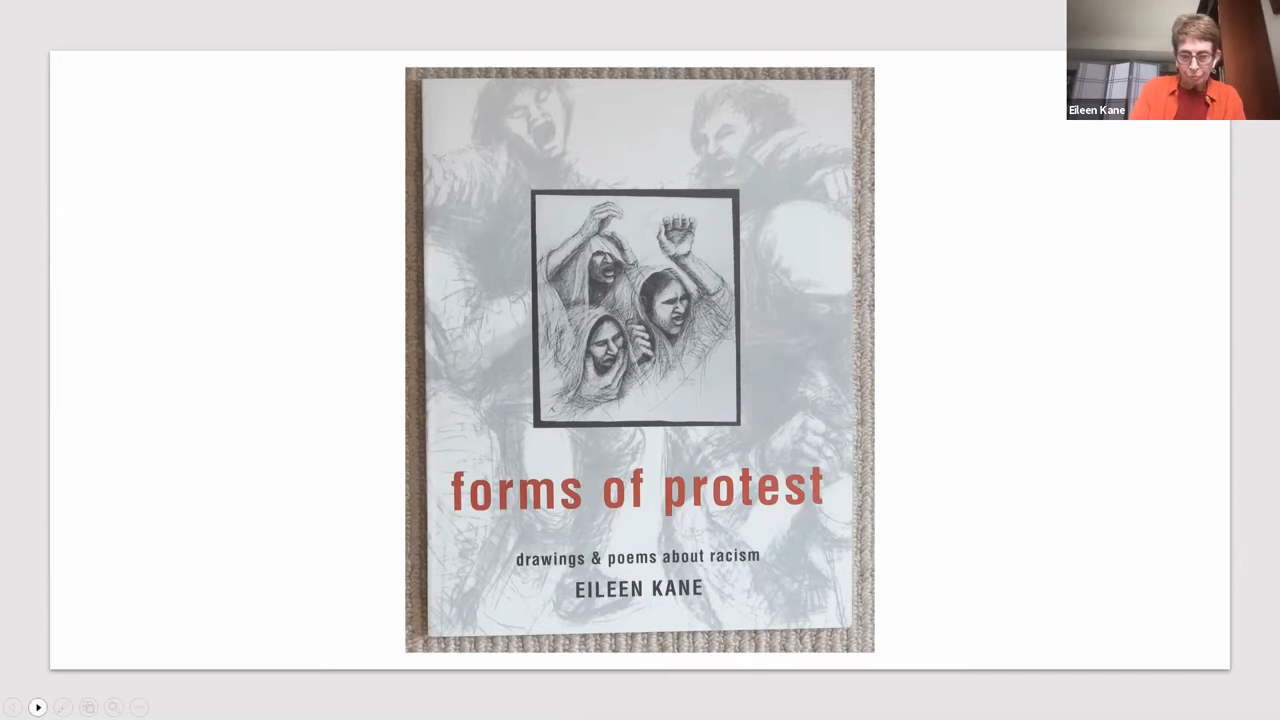 Eileen Kane
forms of protest
drawings & poems about racism
EILEEN KANE